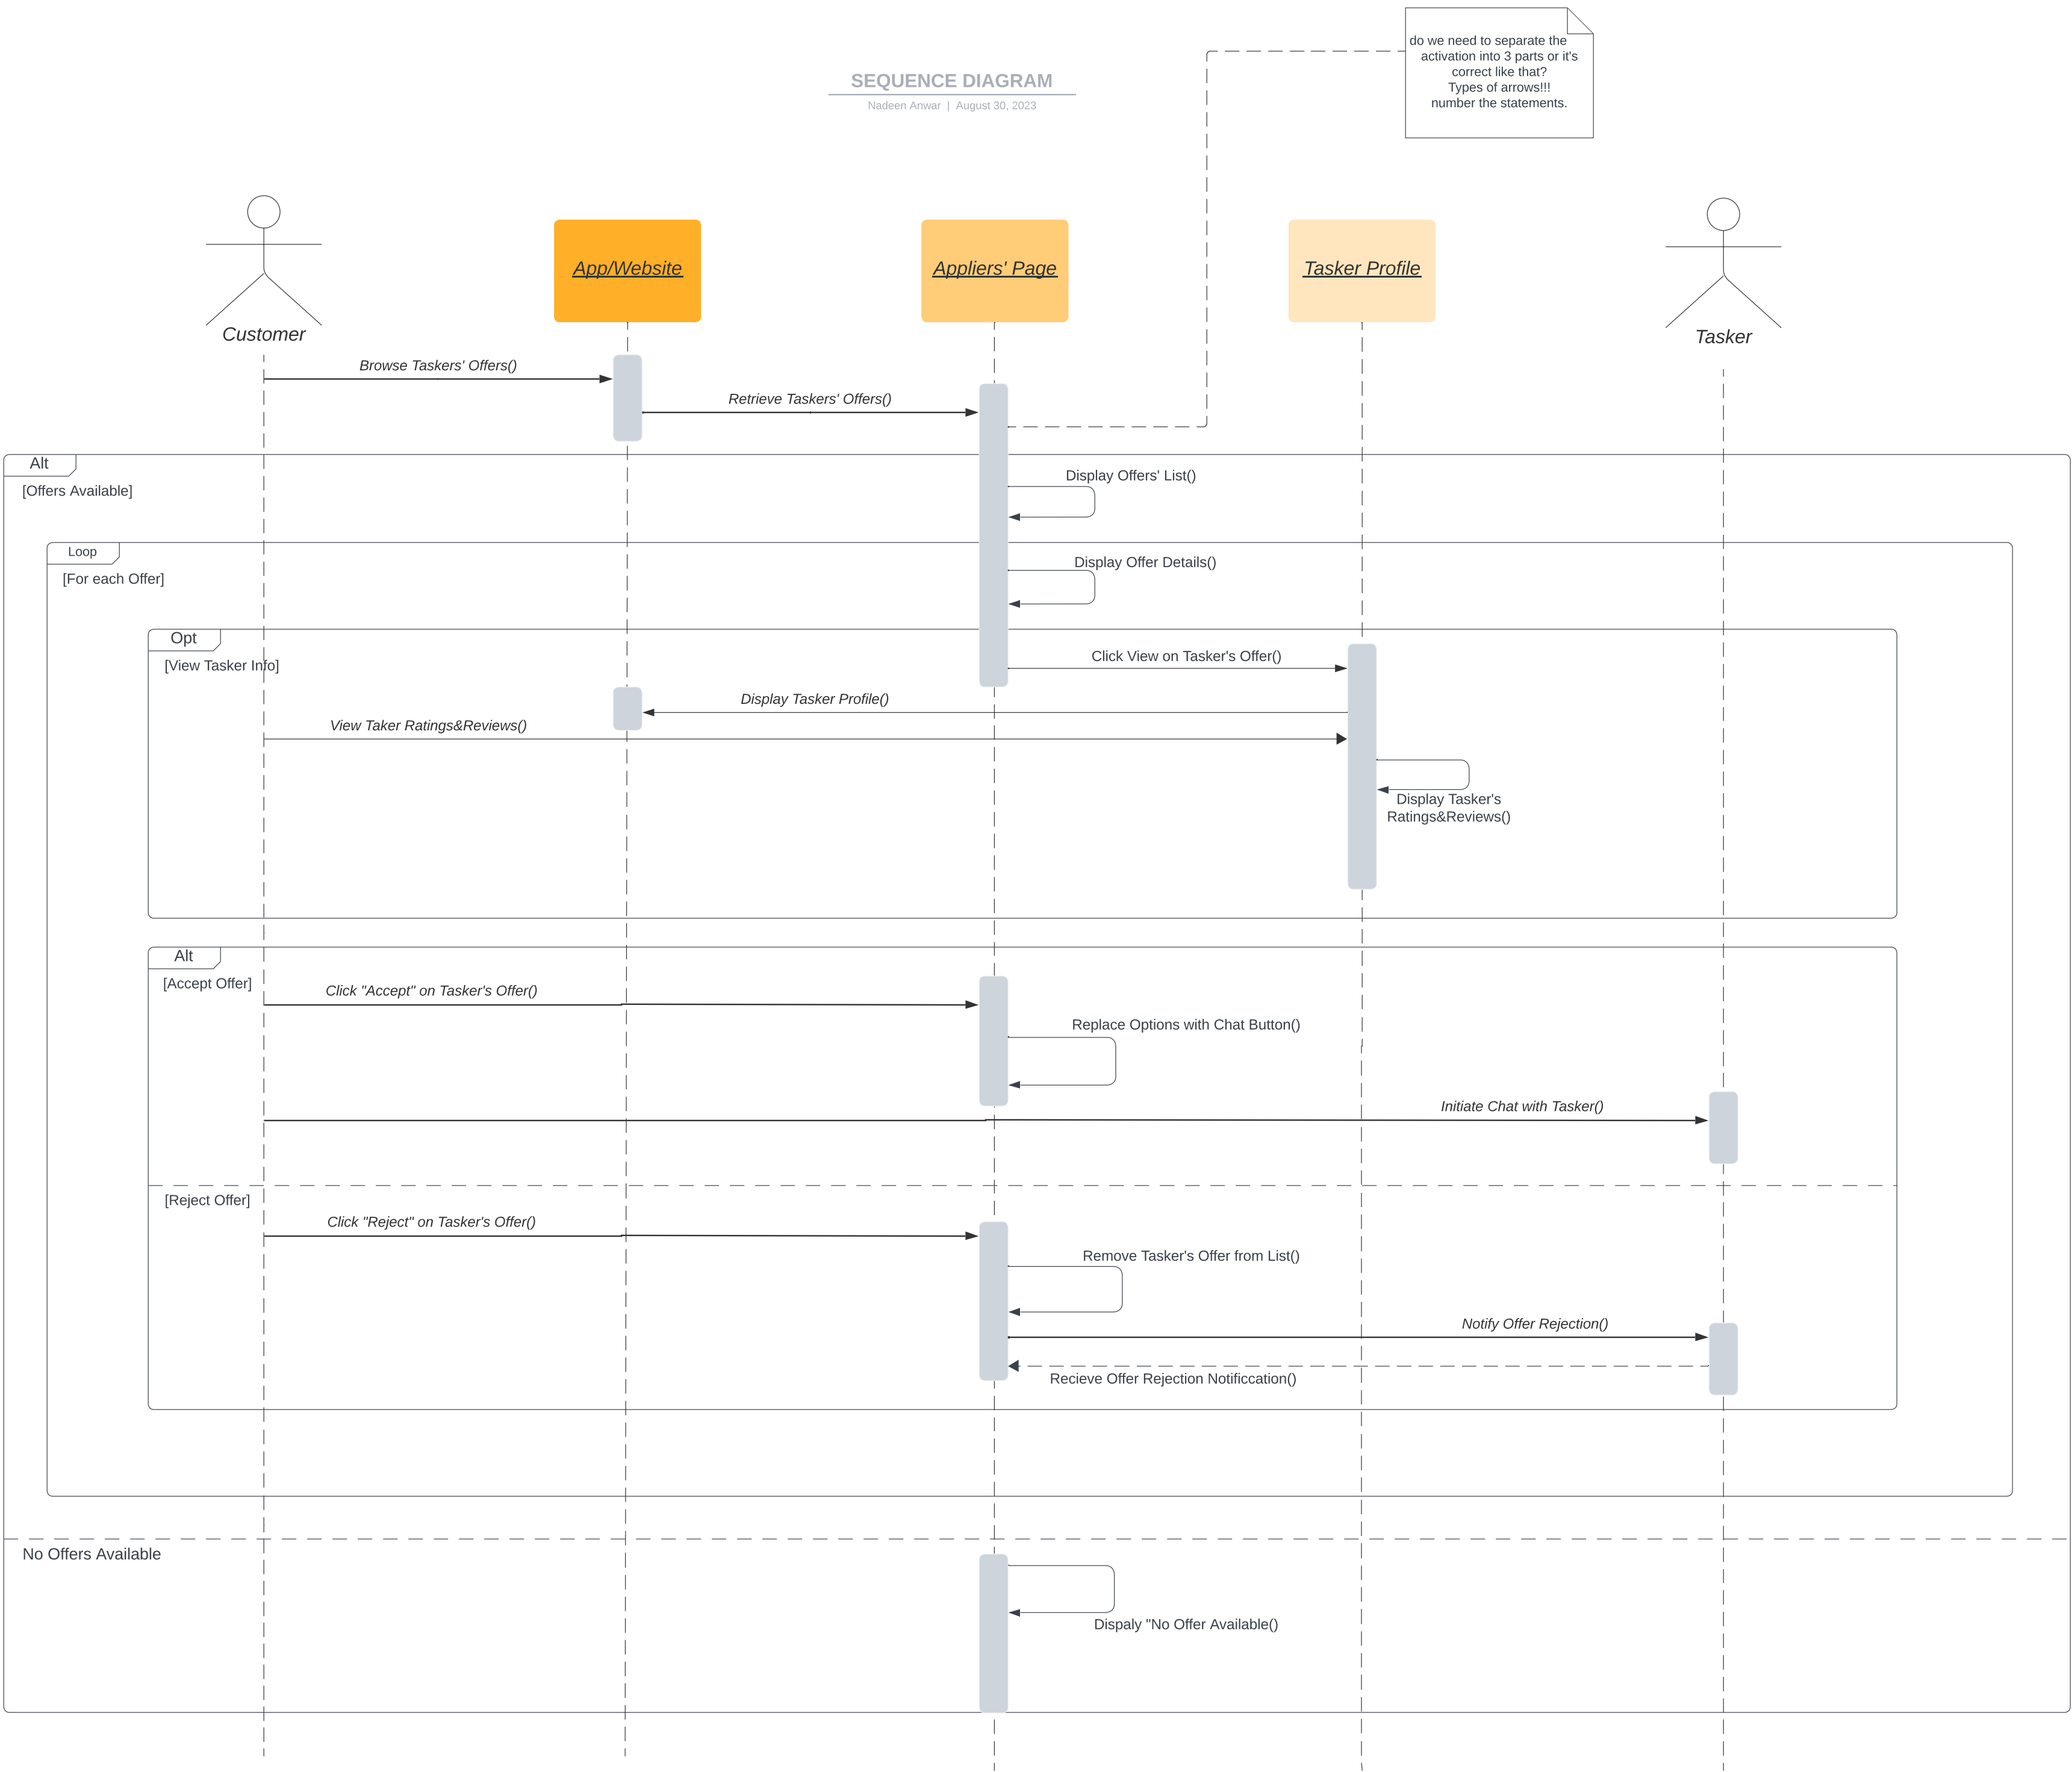 do we need to separate the
activation into 3 parts or it's
correct like that?
Types of arrows!!!
number the statements.
SEQUENCE DIAGRAM
Nadeen Anwar | August 30, 2023
Customer
App/Website
Appliers' Page
Tasker Profile
Tasker
Browse Taskers' Offers()
Retrieve Taskers' Offers()
Alt
[Offers Available]
Display Offers' List()
Loop
[For each Offer]
Display Offer Details()
Opt
[View Tasker Info]
Click View on Tasker's Offer()
Display Tasker Profile()
View Taker Ratings&Reviews()
Display Tasker's
Ratings&Reviews()
Alt
[Accept Offer]
Click "Accept" on Tasker's Offer()
Replace Options with Chat Button()
Initiate Chat with Tasker()
[Reject Offer]
Click "Reject" on Tasker's Offer()
Remove Tasker's Offer from List()
Notify Offer Rejection()
Recieve Offer Rejection Notificcation()
No Offers Available
Dispaly "No Offer Available()